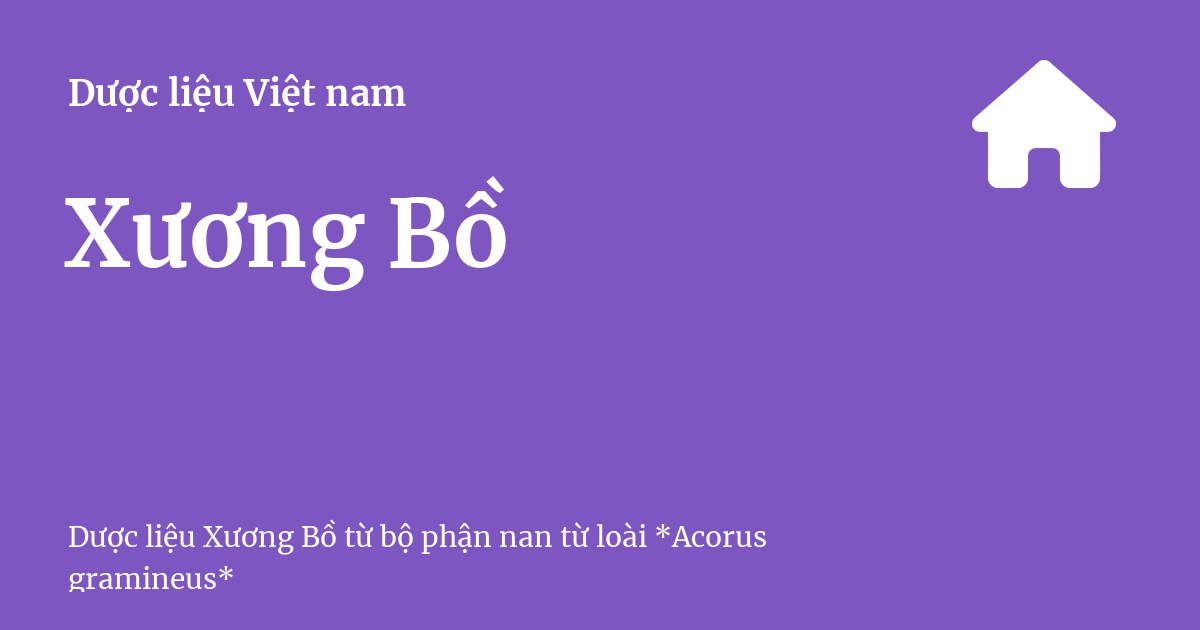 Dược liệu Việt nam
Xương Bồ
Dược liệu Xương Bồ từ bộ phận nan từ loài *Acorus
gramineus*